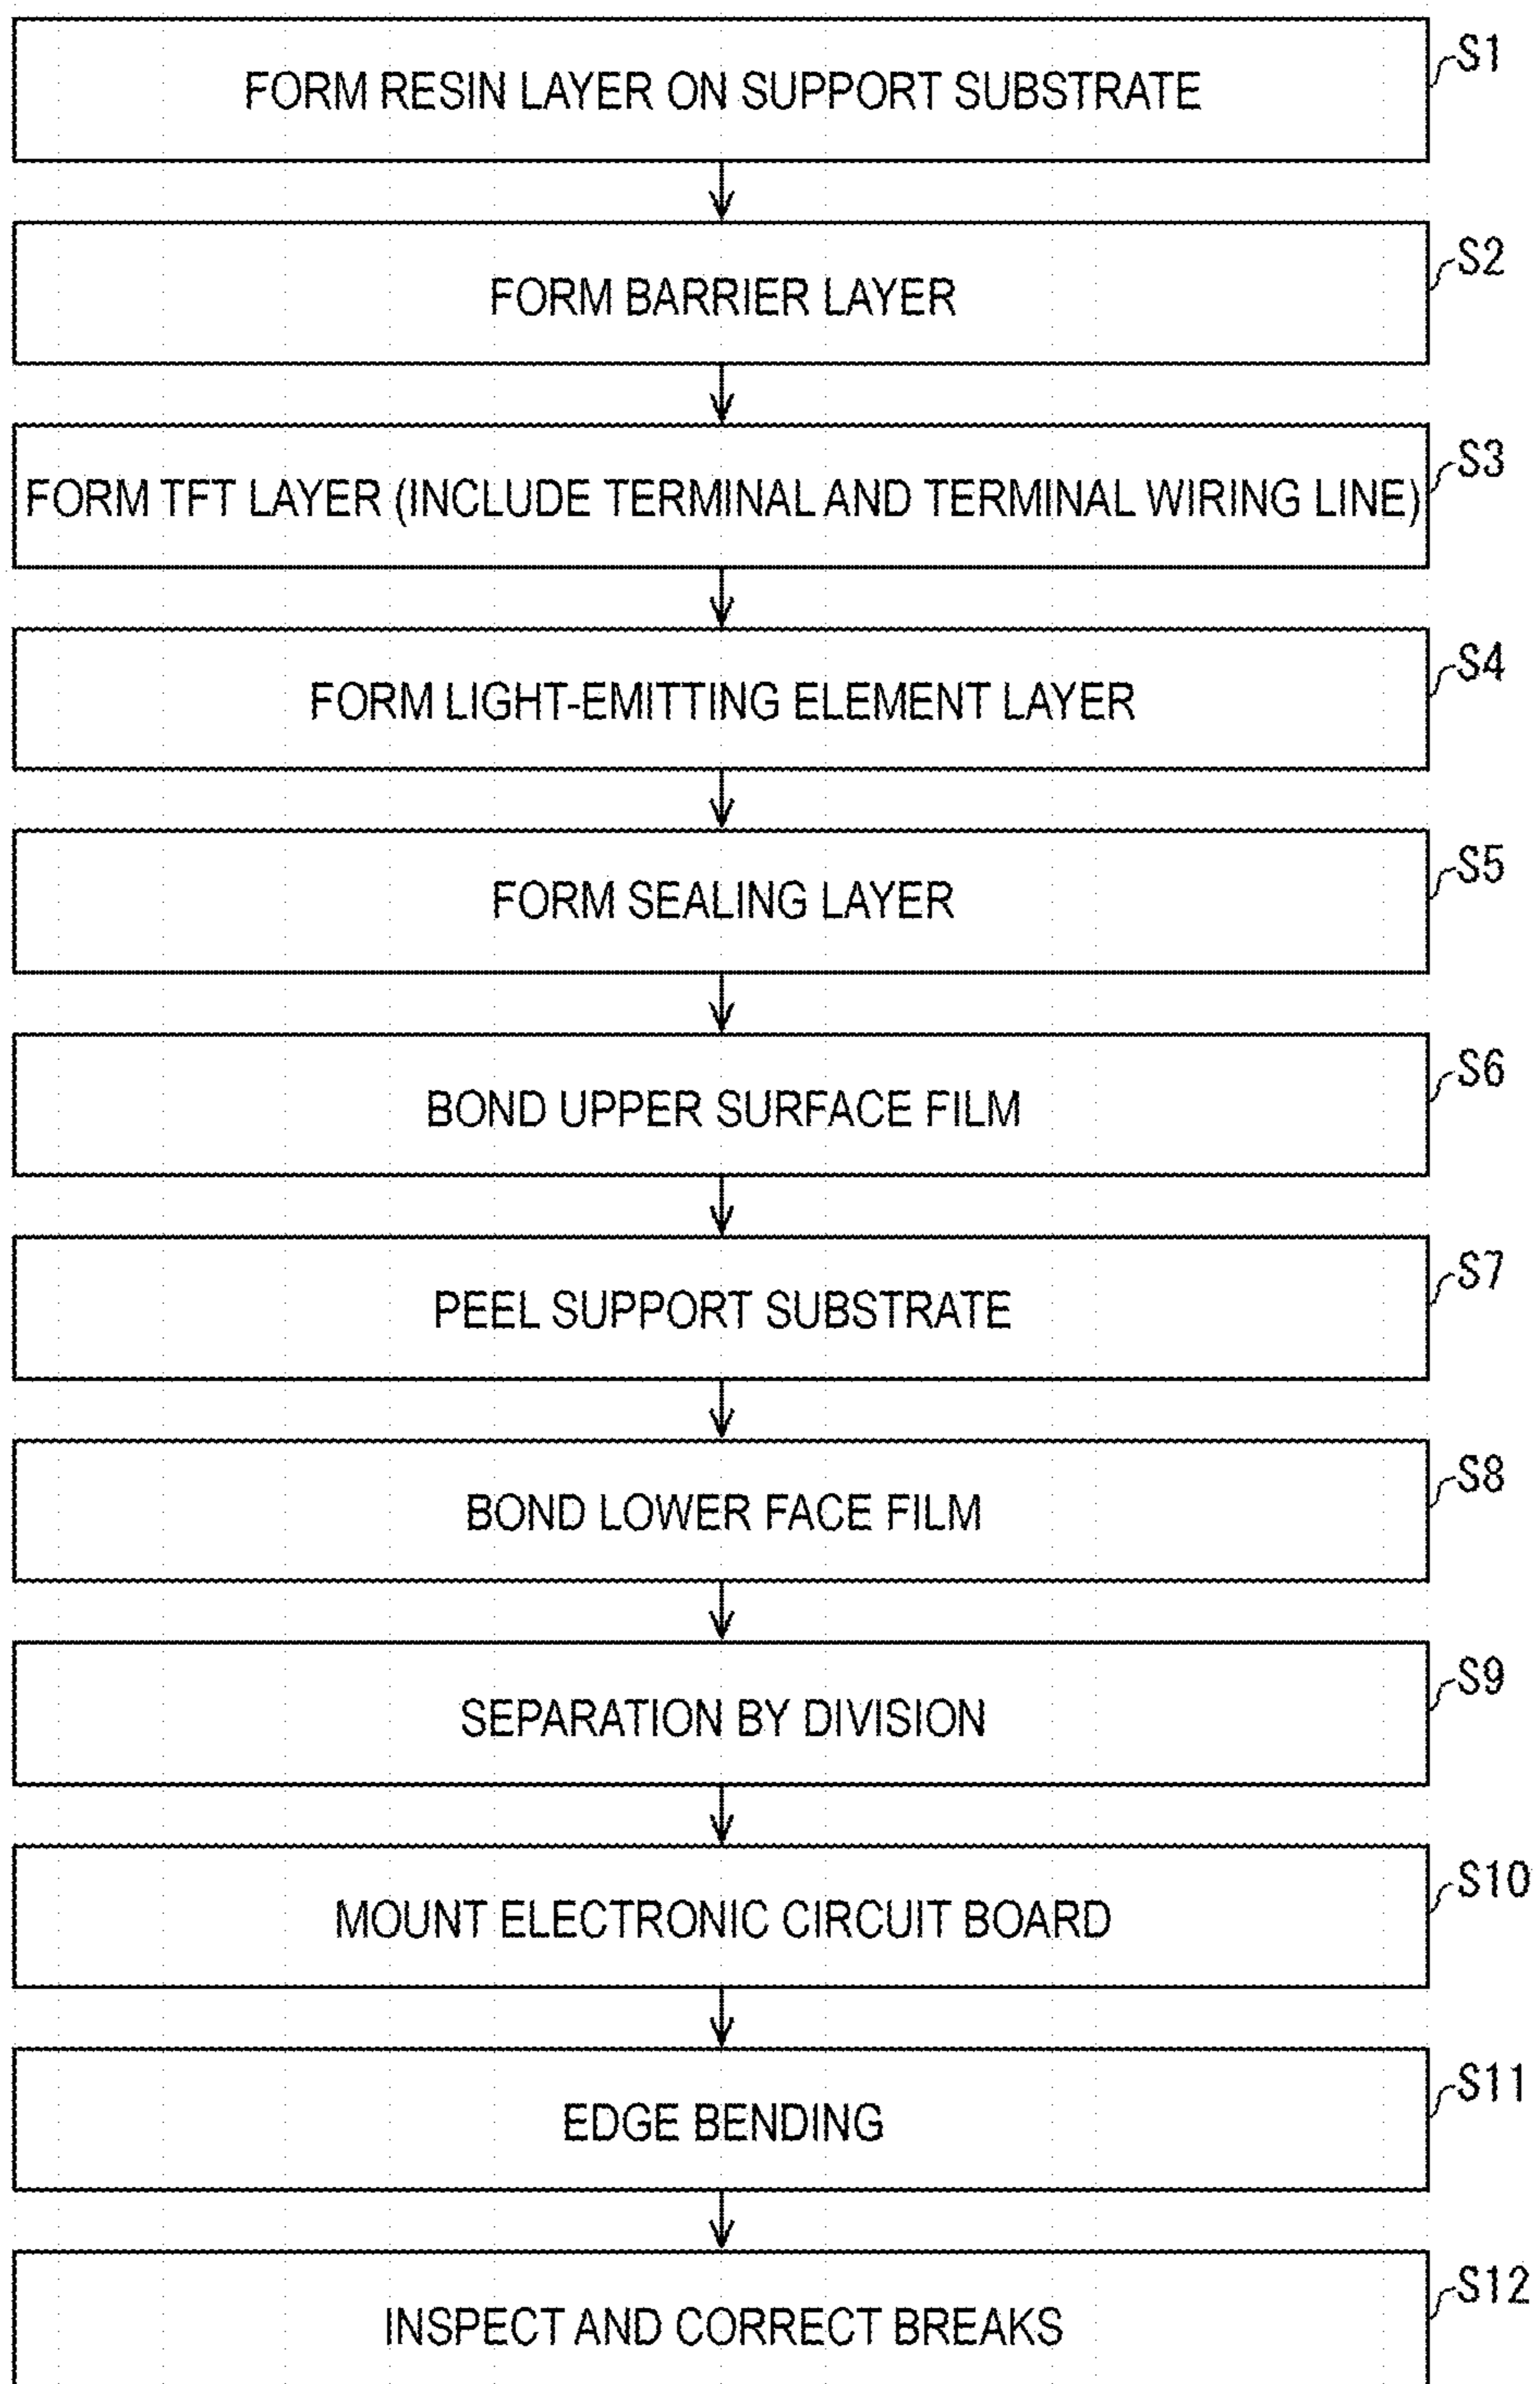 FORM RESIN LAYER ON SUPPORT SUBSTRATE
S1
FORM BARRIER LAYER
S2
FORM TFT LAYER (INCLUDE TERMINAL AND TERMINAL WIRING LINE)
S3
FORM LIGHT-EMITTING ELEMENT LAYER
S4
FORM SEALING LAYER
S5
BOND UPPER SURFACE FILM
S6
PEEL SUPPORT SUBSTRATE
S7
BOND LOWER FACE FILM
S8
SEPARATION BY DIVISION
S9
MOUNT ELECTRONIC CIRCUIT BOARD
S10
EDGE BENDING
S11
INSPECT AND CORRECT BREAKS
S12